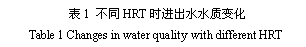 表 1 不同 HRT 时进出水水质变化
Table 1 Changes in water quality with different HRT